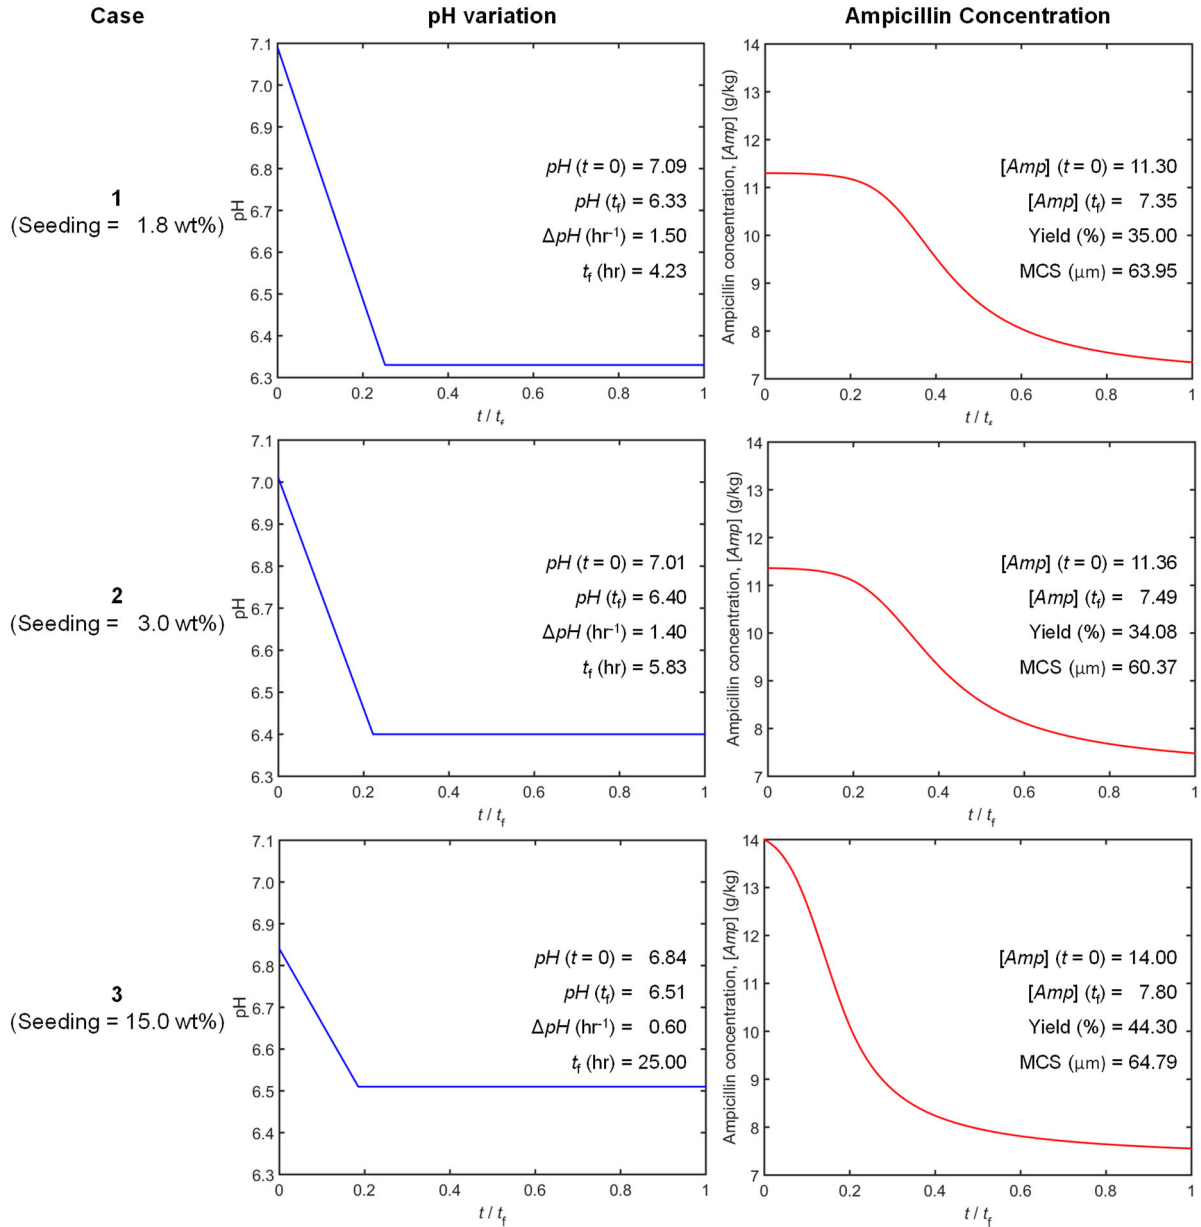 Case pH variation Ampicillin Concentration
1
(Seeding = 1.8 wt%)
pH
7.1
7.0
6.9
6.8
6.7
6.6
6.5
6.4
6.3
pH (t = 0) = 7.09
pH (tf) = 6.33
ΔpH (hr-1) = 1.50
tf (hr) = 4.23
0 0.2 0.4 0.6 0.8 1
t / tf
Ampicillin concentration, [Amp] (g/kg)
14
13
12
11
10
9
8
7
[Amp] (t = 0) = 11.30
[Amp] (tf) = 7.35
Yield (%) = 35.00
MCS (μm) = 63.95
0 0.2 0.4 0.6 0.8 1
t / tf
2
(Seeding = 3.0 wt%)
pH
7.1
7.0
6.9
6.8
6.7
6.6
6.5
6.4
6.3
pH (t = 0) = 7.01
pH (tf) = 6.40
ΔpH (hr-1) = 1.40
tf (hr) = 5.83
0 0.2 0.4 0.6 0.8 1
t / tf
Ampicillin concentration, [Amp] (g/kg)
14
13
12
11
10
9
8
7
[Amp] (t = 0) = 11.36
[Amp] (tf) = 7.49
Yield (%) = 34.08
MCS (μm) = 60.37
0 0.2 0.4 0.6 0.8 1
t / tf
3
(Seeding = 15.0 wt%)
pH
7.1
7.0
6.9
6.8
6.7
6.6
6.5
6.4
6.3
pH (t = 0) = 6.84
pH (tf) = 6.51
ΔpH (hr-1) = 0.60
tf (hr) = 25.00
0 0.2 0.4 0.6 0.8 1
t / tf
Ampicillin concentration, [Amp] (g/kg)
14
13
12
11
10
9
8
7
[Amp] (t = 0) = 14.00
[Amp] (tf) = 7.80
Yield (%) = 44.30
MCS (μm) = 64.79
0 0.2 0.4 0.6 0.8 1
t / tf